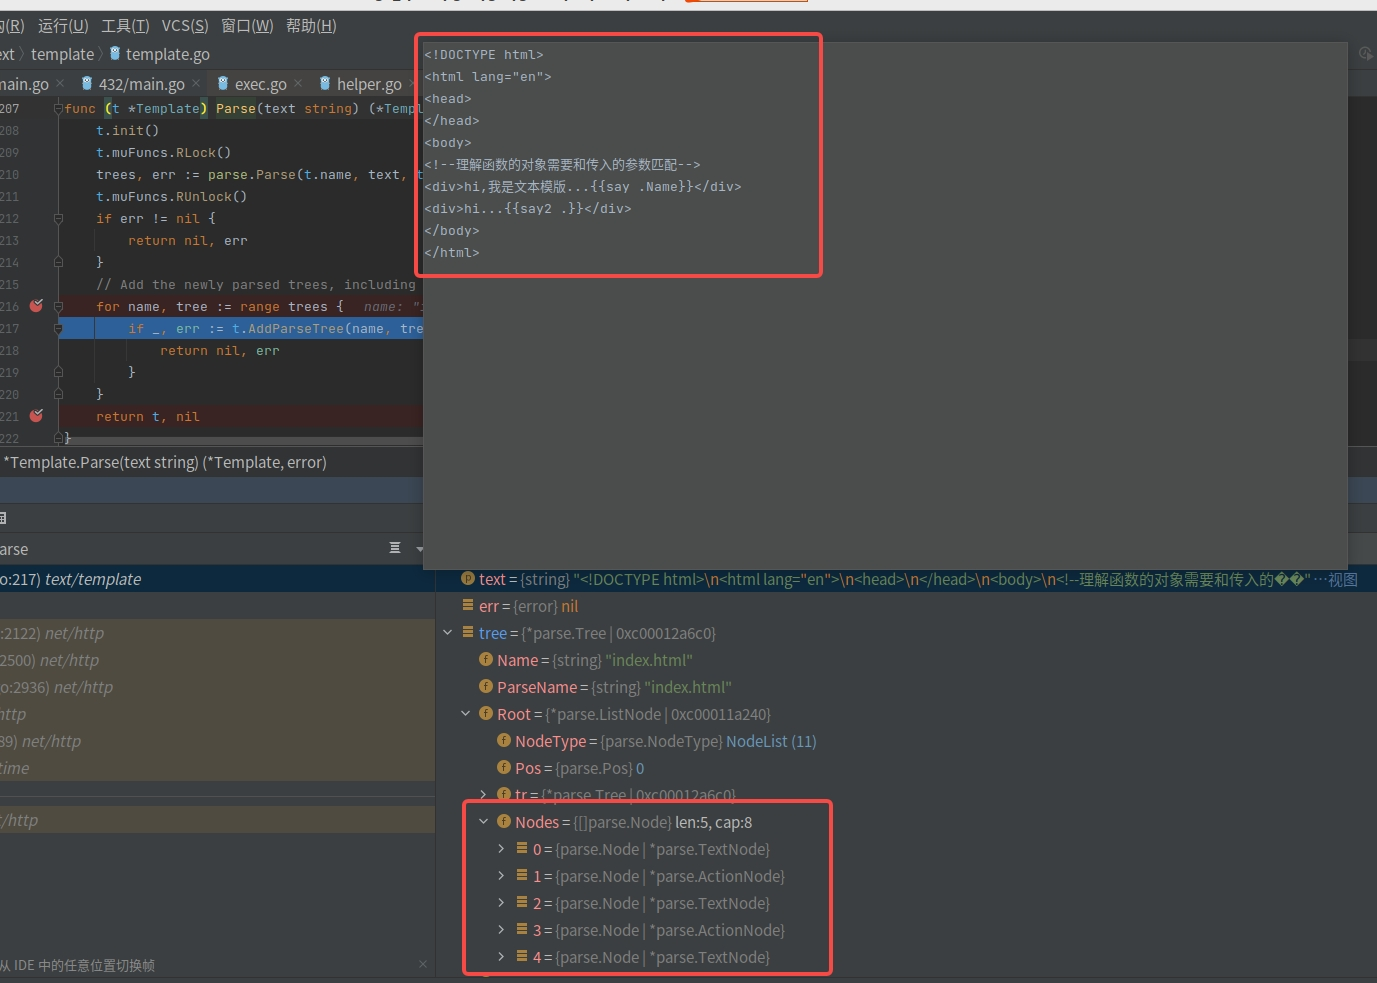 (R) 运行(U) 工具(T) VCS(S) 窗口(W) 帮助(H)
ext template template.go
main.go 432/main.go exec.go helper.go
207 func (t *Template) Parse(text string) (*Templ
208 t.init()
209 t.muFuncs.RLock()
210 trees, err := parse.Parse(t.name, text, t
211 t.muFuncs.RUnlock()
212 if err != nil {
213 return nil, err
214 }
215 // Add the newly parsed trees, including
216 for name, tree := range trees { name: "i
217 if _, err := t.AddParseTree(name, tre
218 return nil, err
219 }
220 }
221 return t, nil
222 }
<!DOCTYPE html>
<html lang="en">
<head>
</head>
<body>
<!--理解函数的对象需要和传入的参数匹配-->
<div>hi,我是文本模版...{{say .Name}}</div>
<div>hi...{{say2 .}}</div>
</body>
</html>
*Template.Parse(text string) (*Template, error)
arse
o:217) text/template
:2122) net/http
2500) net/http
o:2936) net/http
http
89) net/http
time
/http
从 IDE 中的任意位置切换帧
text = {string} "<!DOCTYPE html>\n<html lang="en">\n<head>\n</head>\n<body>\n<!--理解函数的对象需要和传入的��" ⋯视图
err = {error} nil
tree = {*parse.Tree | 0xc00012a6c0}
Name = {string} "index.html"
ParseName = {string} "index.html"
Root = {*parse.ListNode | 0xc00011a240}
NodeType = {parse.NodeType} NodeList (11)
Pos = {parse.Pos} 0
tr = {*parse.Tree | 0xc00012a6c0}
Nodes = {[]parse.Node} len:5, cap:8
0 = {parse.Node | *parse.TextNode}
1 = {parse.Node | *parse.ActionNode}
2 = {parse.Node | *parse.TextNode}
3 = {parse.Node | *parse.ActionNode}
4 = {parse.Node | *parse.TextNode}